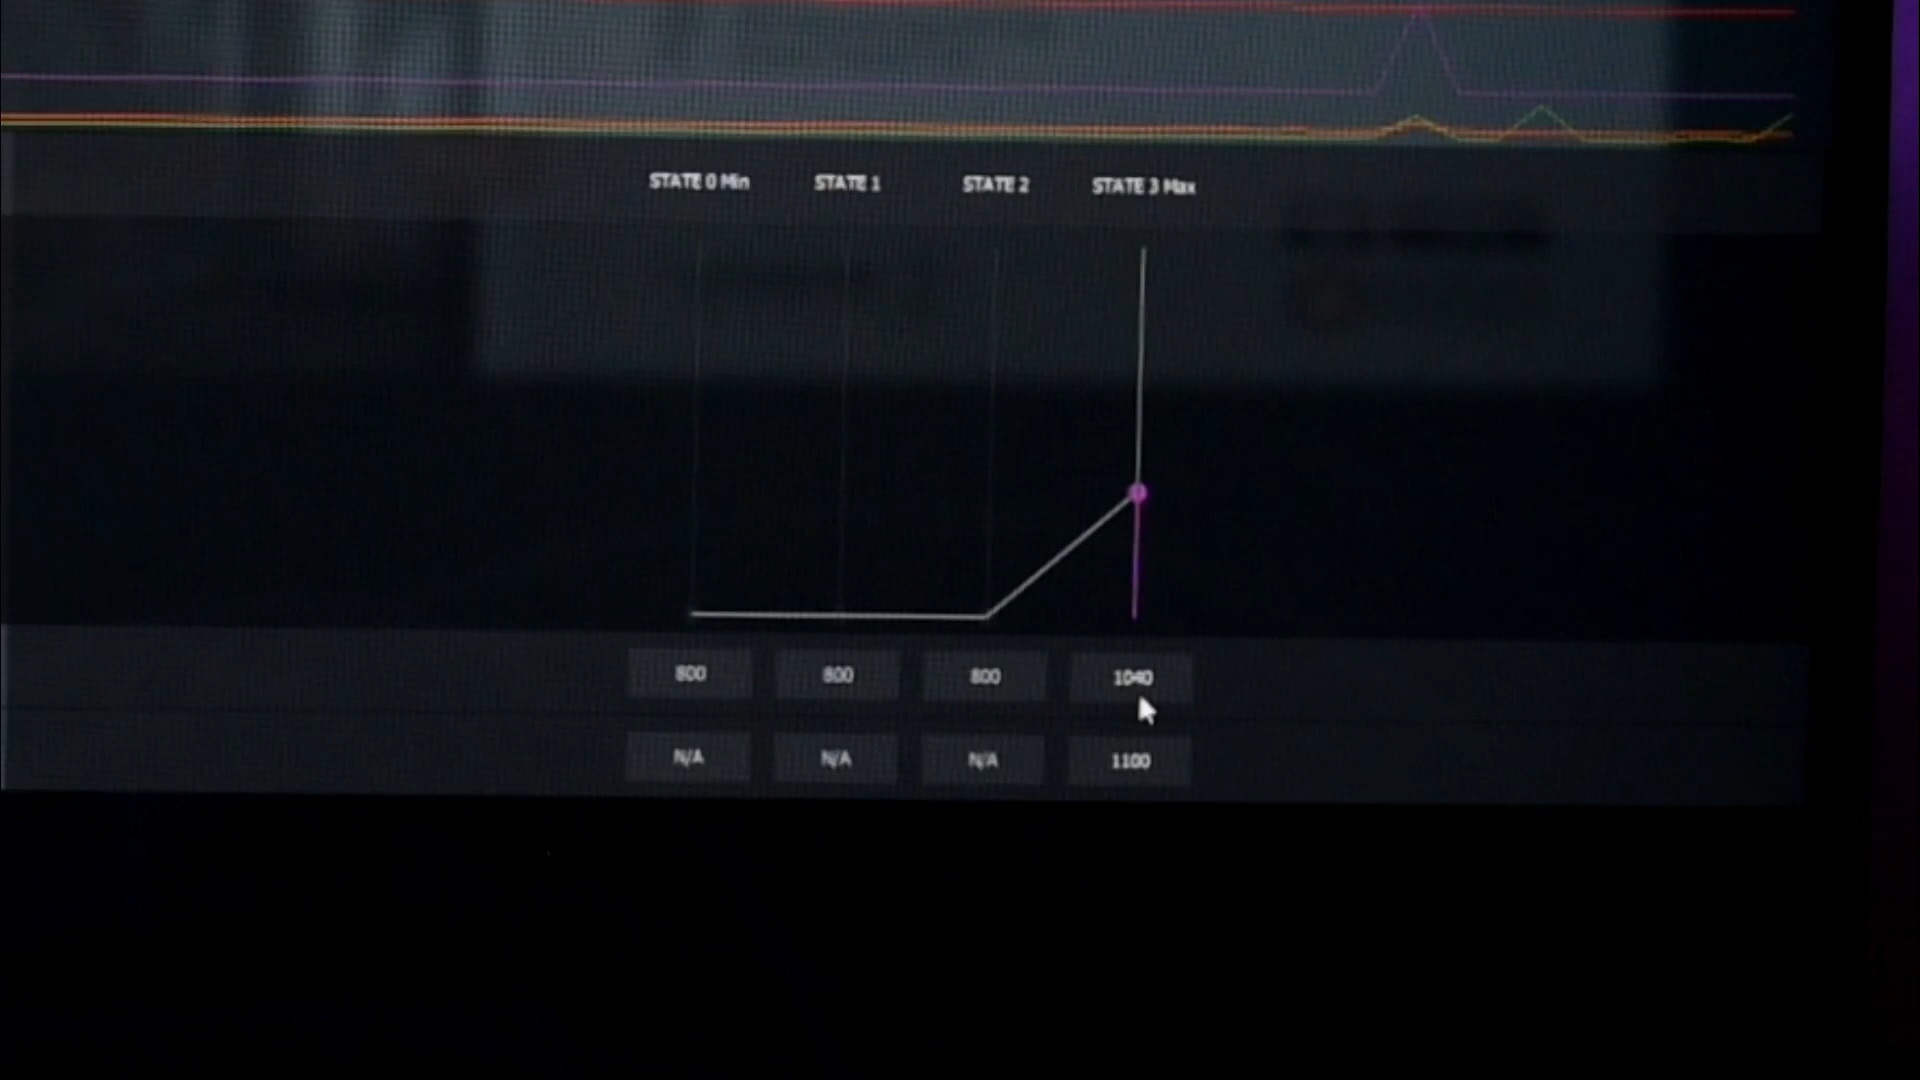 STATE 0 Min STATE 1 STATE 2 STATE 3 Max
800 800 800 1040
N/A N/A N/A 1100